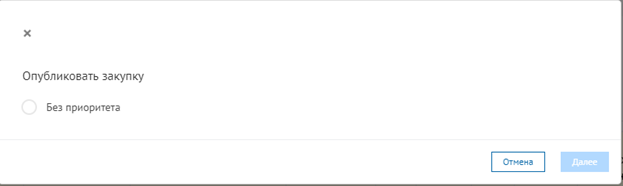 Опубликовать закупку
Без приоритета
Отмена
Далее